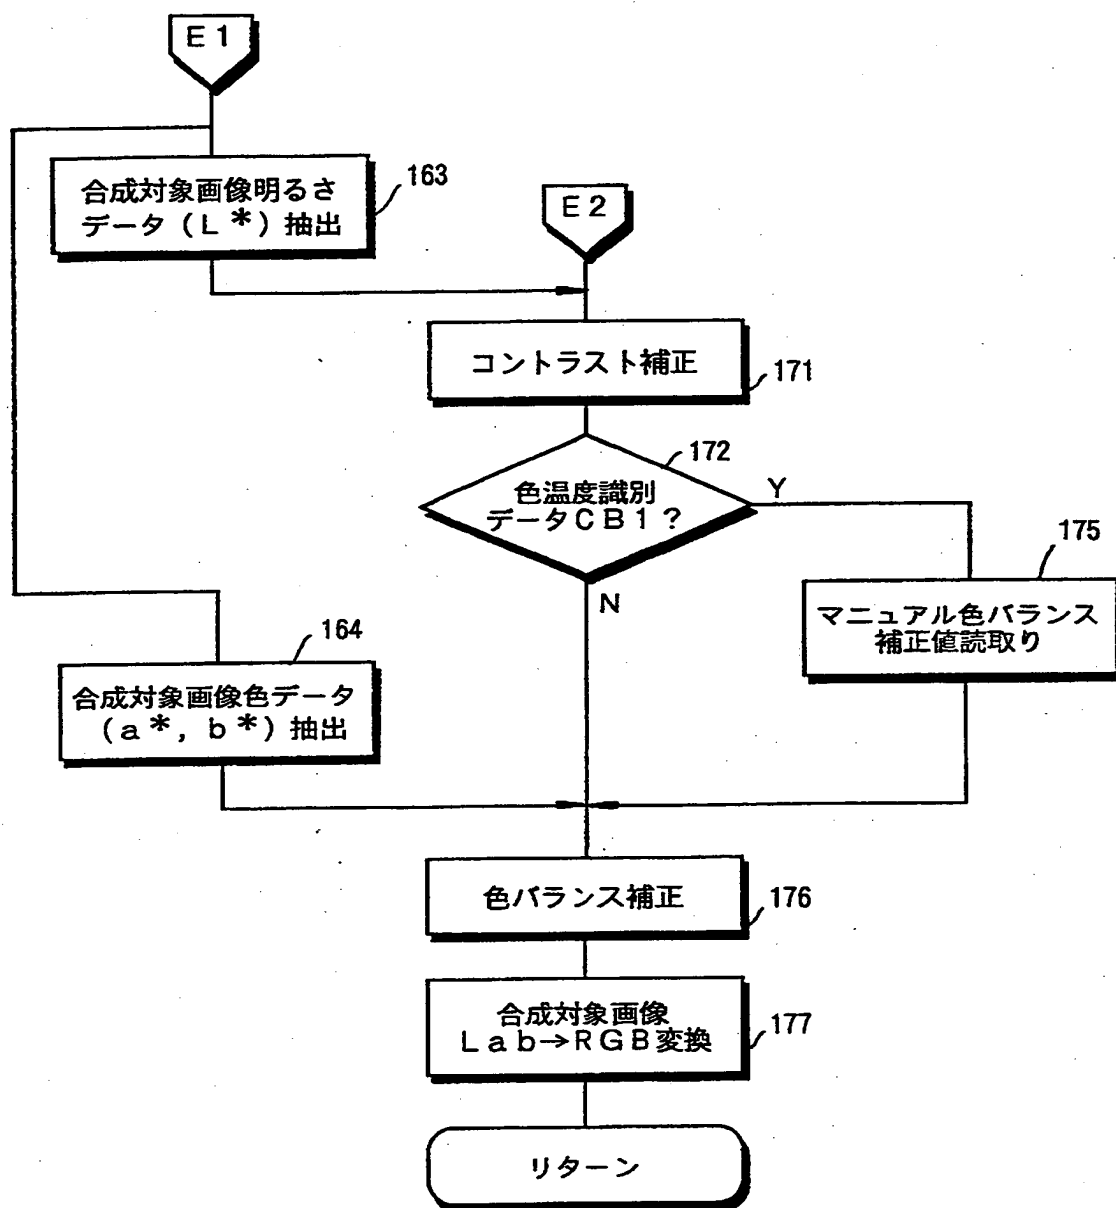 E1
合成対象画像明るさ
データ（L*）抽出
163
E2
コントラスト補正
171
172
色温度識別
データCB1？
Y
N
175
マニュアル色バランス
補正値読取り
164
合成対象画像色データ
（a*，b*）抽出
色バランス補正
176
合成対象画像
Lab→RGB変換
177
リターン